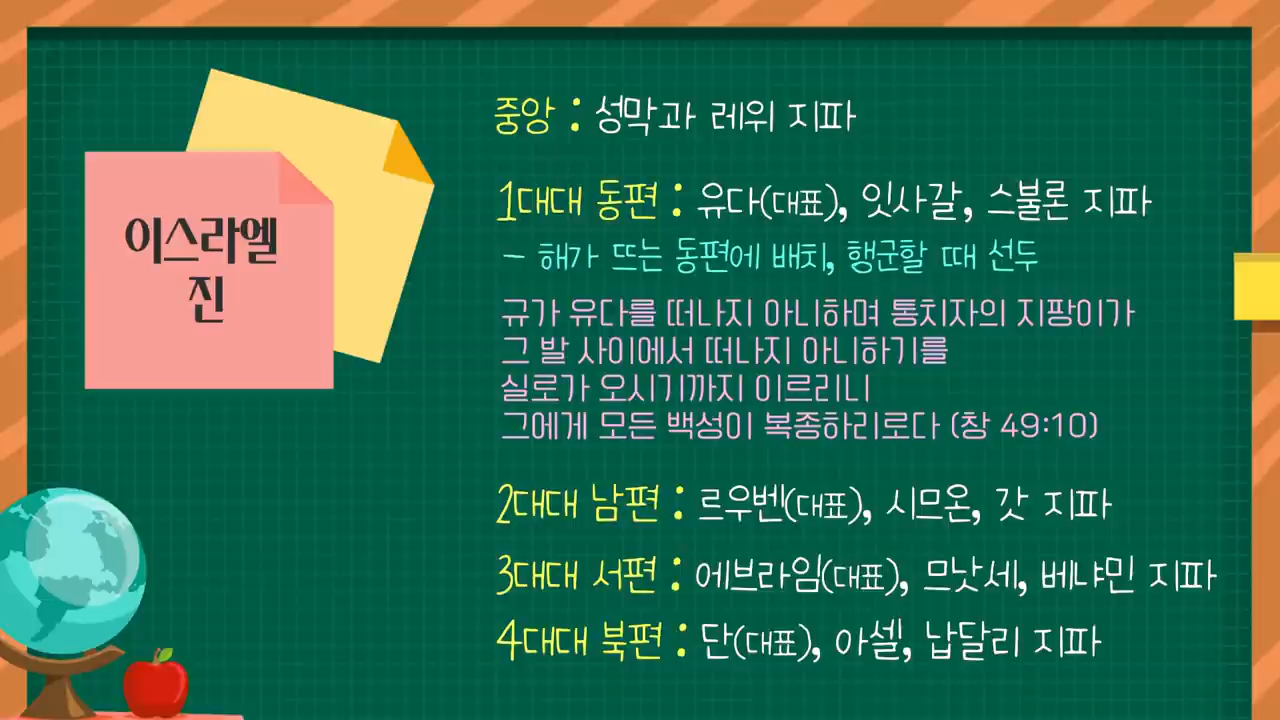 이스라엘
진
중앙 : 성막과 레위 지파
1대대 동편 : 유다(대표), 잇사갈, 스불론 지파
- 해가 뜨는 동편에 배치, 행군할 때 선두
규가 유다를 떠나지 아니하며 통치자의 지팡이가
그 발 사이에서 떠나지 아니하기를
실로가 오시기까지 이르리니
그에게 모든 백성이 복종하리로다 (창 49:10)
2대대 남편 : 르우벤(대표), 시므온, 갓 지파
3대대 서편 : 에브라임(대표), 므낫세, 베냐민 지파
4대대 북편 : 단(대표), 아셀, 납달리 지파